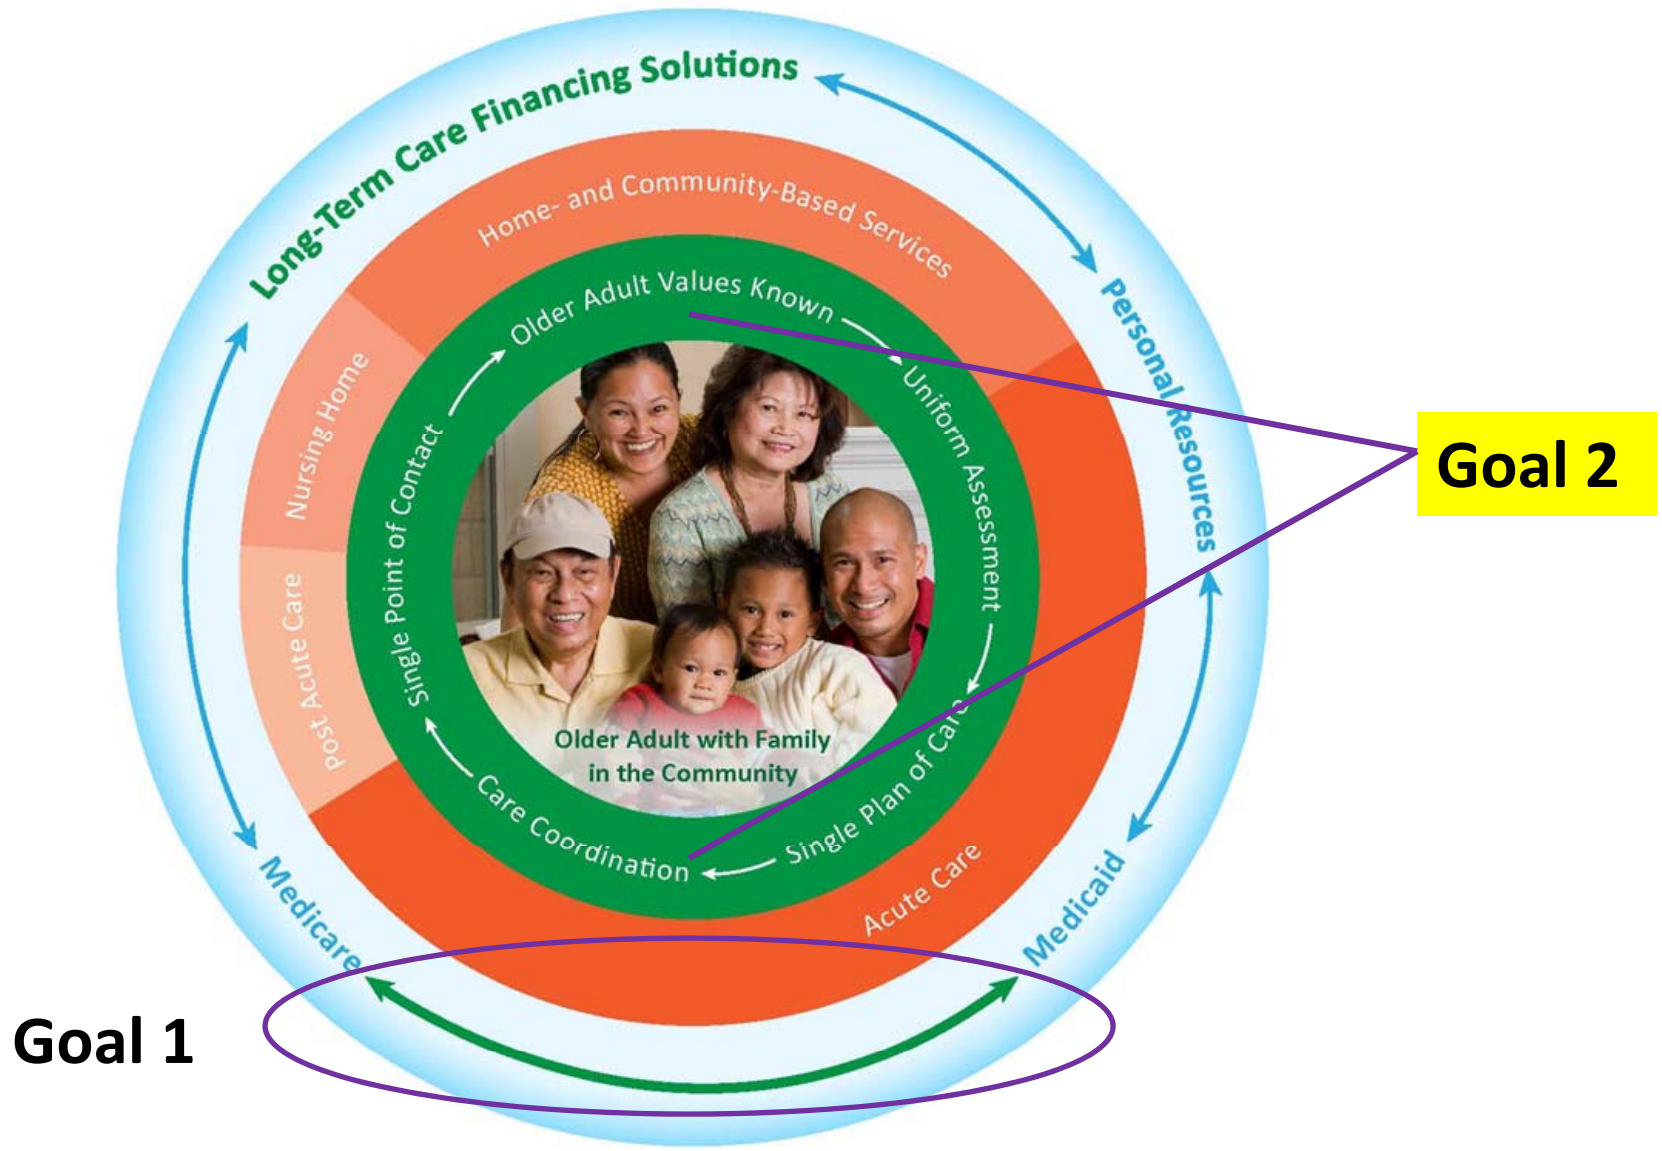 Long-Term Care Financing Solutions
Personal Resources
Medicaid
Medicare
Home- and Community-Based Services
Nursing Home
Post Acute Care
Acute Care
Older Adult Values Known
Uniform Assessment
Single Plan of Care
Care Coordination
Single Point of Contact
Older Adult with Family
in the Community
Goal 2
Goal 1